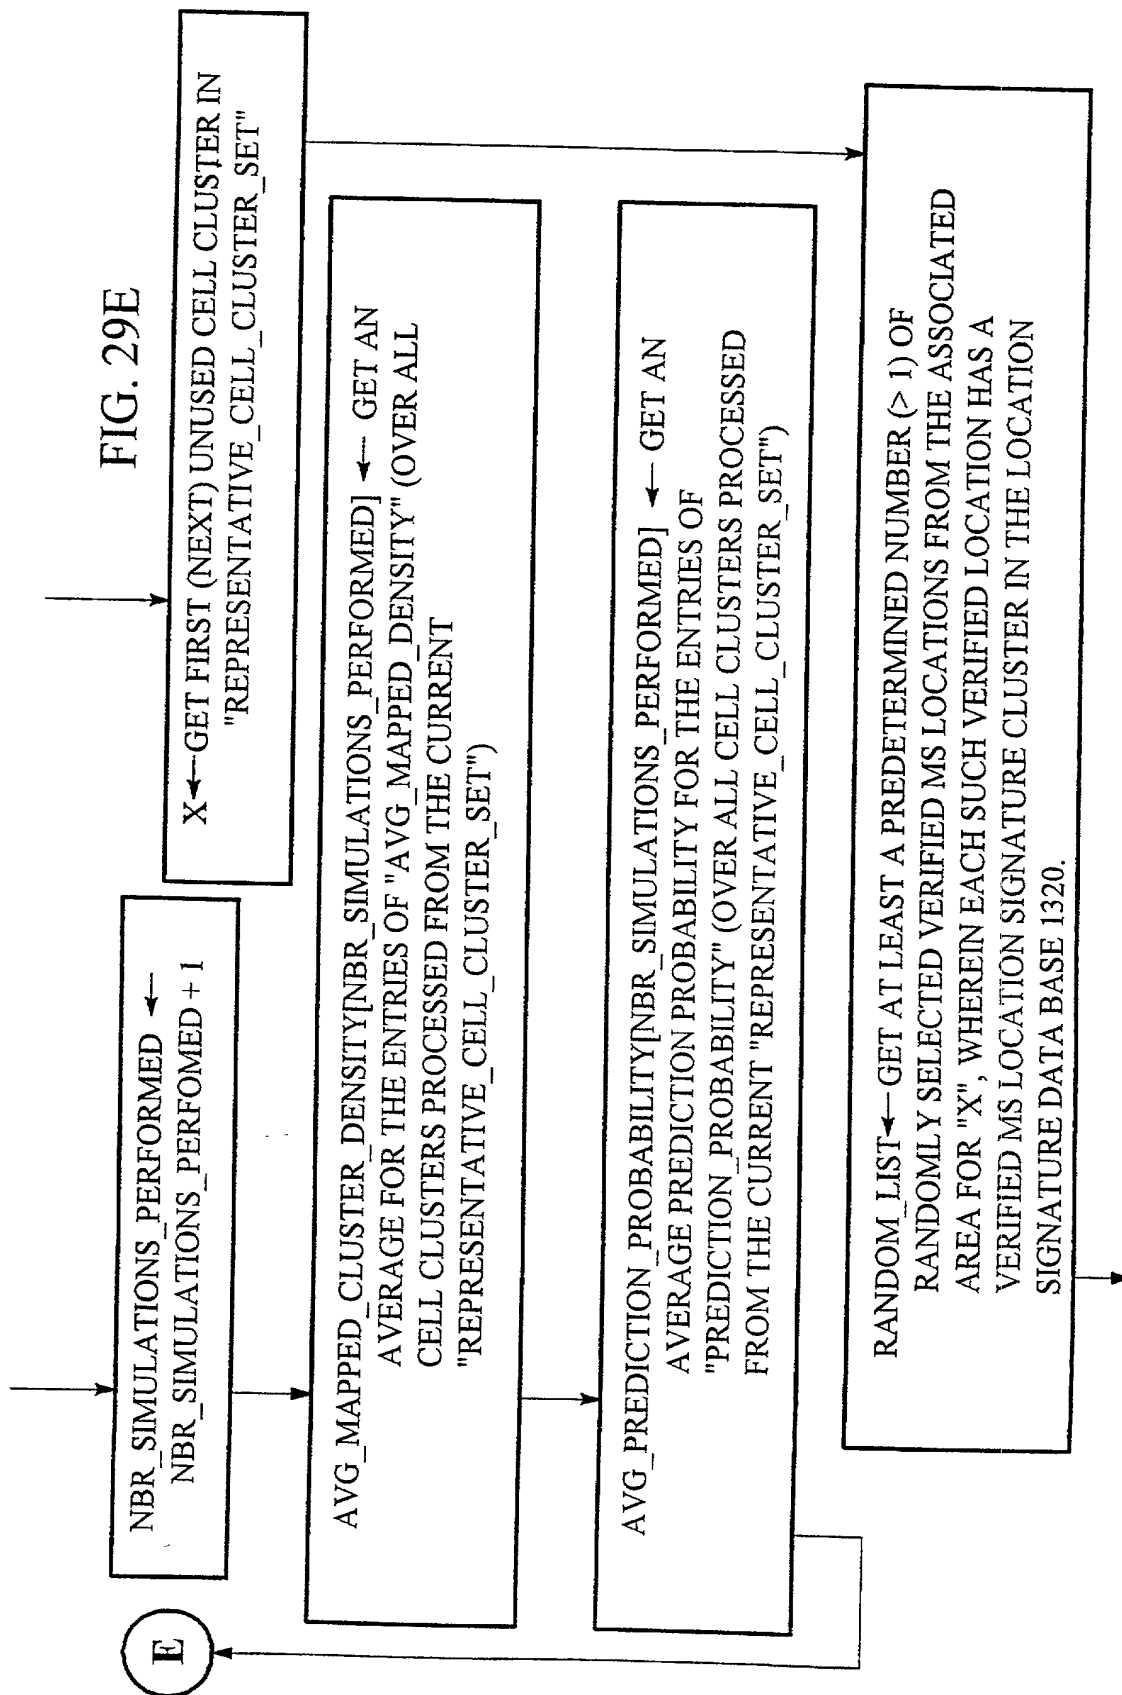 FIG. 29E
NBR_SIMULATIONS_PERFORMED ←
NBR_SIMULATIONS_PERFOMED + 1
X ← GET FIRST (NEXT) UNUSED CELL CLUSTER IN
"REPRESENTATIVE_CELL_CLUSTER_SET"
AVG_MAPPED_CLUSTER_DENSITY[NBR_SIMULATIONS_PERFORMED] ← GET AN
AVERAGE FOR THE ENTRIES OF "AVG_MAPPED_DENSITY" (OVER ALL
CELL CLUSTERS PROCESSED FROM THE CURRENT
"REPRESENTATIVE_CELL_CLUSTER_SET")
AVG_PREDICTION_PROBABILITY[NBR_SIMULATIONS_PERFORMED] ← GET AN
AVERAGE PREDICTION PROBABILITY FOR THE ENTRIES OF
"PREDICTION_PROBABILITY" (OVER ALL CELL CLUSTERS PROCESSED
FROM THE CURRENT "REPRESENTATIVE_CELL_CLUSTER_SET")
E
RANDOM_LIST ← GET AT LEAST A PREDETERMINED NUMBER (> 1) OF
RANDOMLY SELECTED VERIFIED MS LOCATIONS FROM THE ASSOCIATED
AREA FOR "X", WHEREIN EACH SUCH VERIFIED LOCATION HAS A
VERIFIED MS LOCATION SIGNATURE CLUSTER IN THE LOCATION
SIGNATURE DATA BASE 1320.